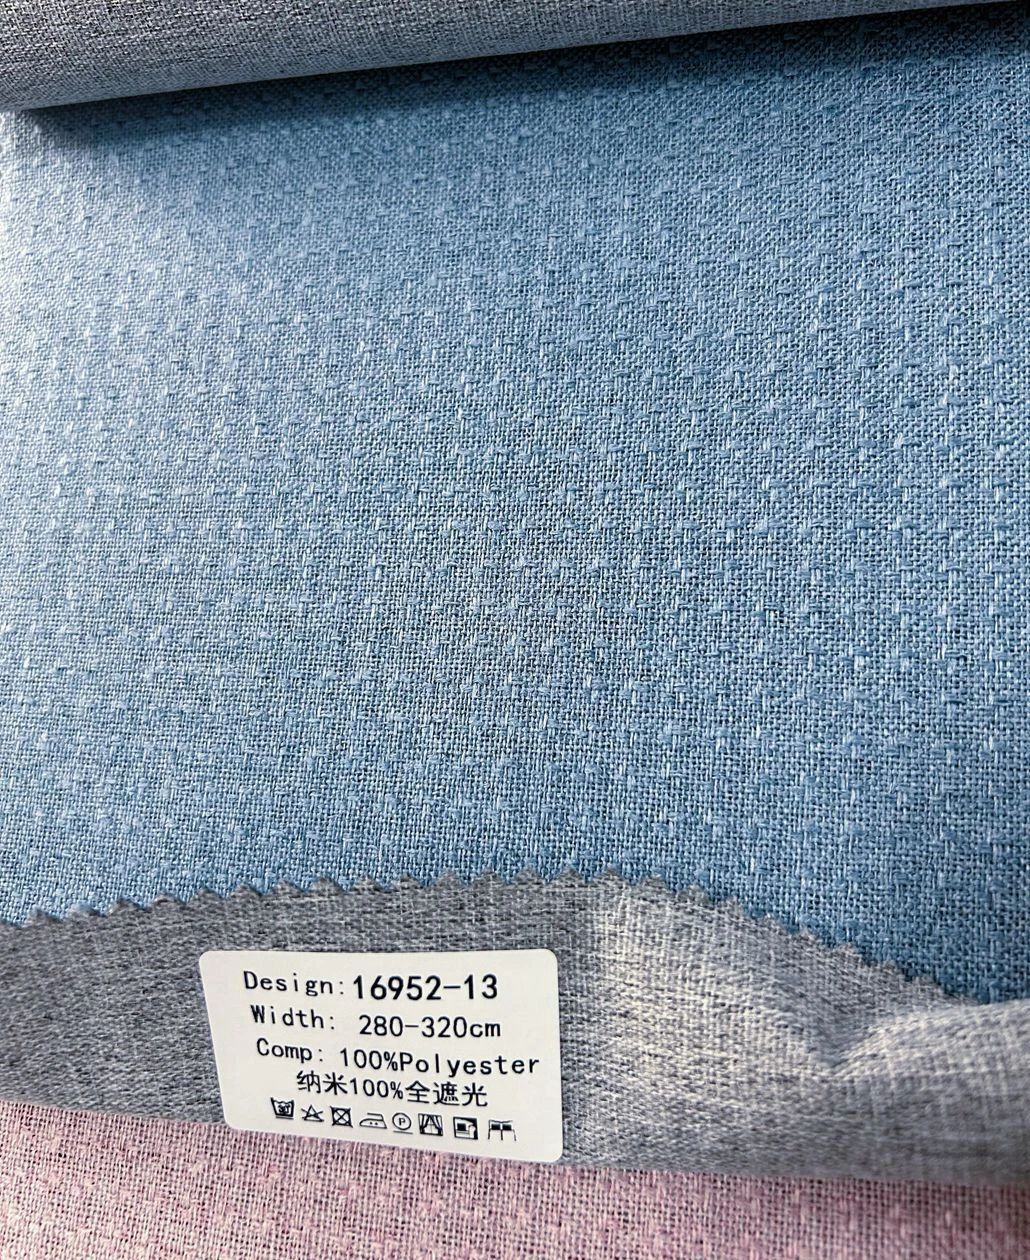 Design:16952-13
Width: 280-320cm
Comp: 100%Polyester
纳米100%全遮光